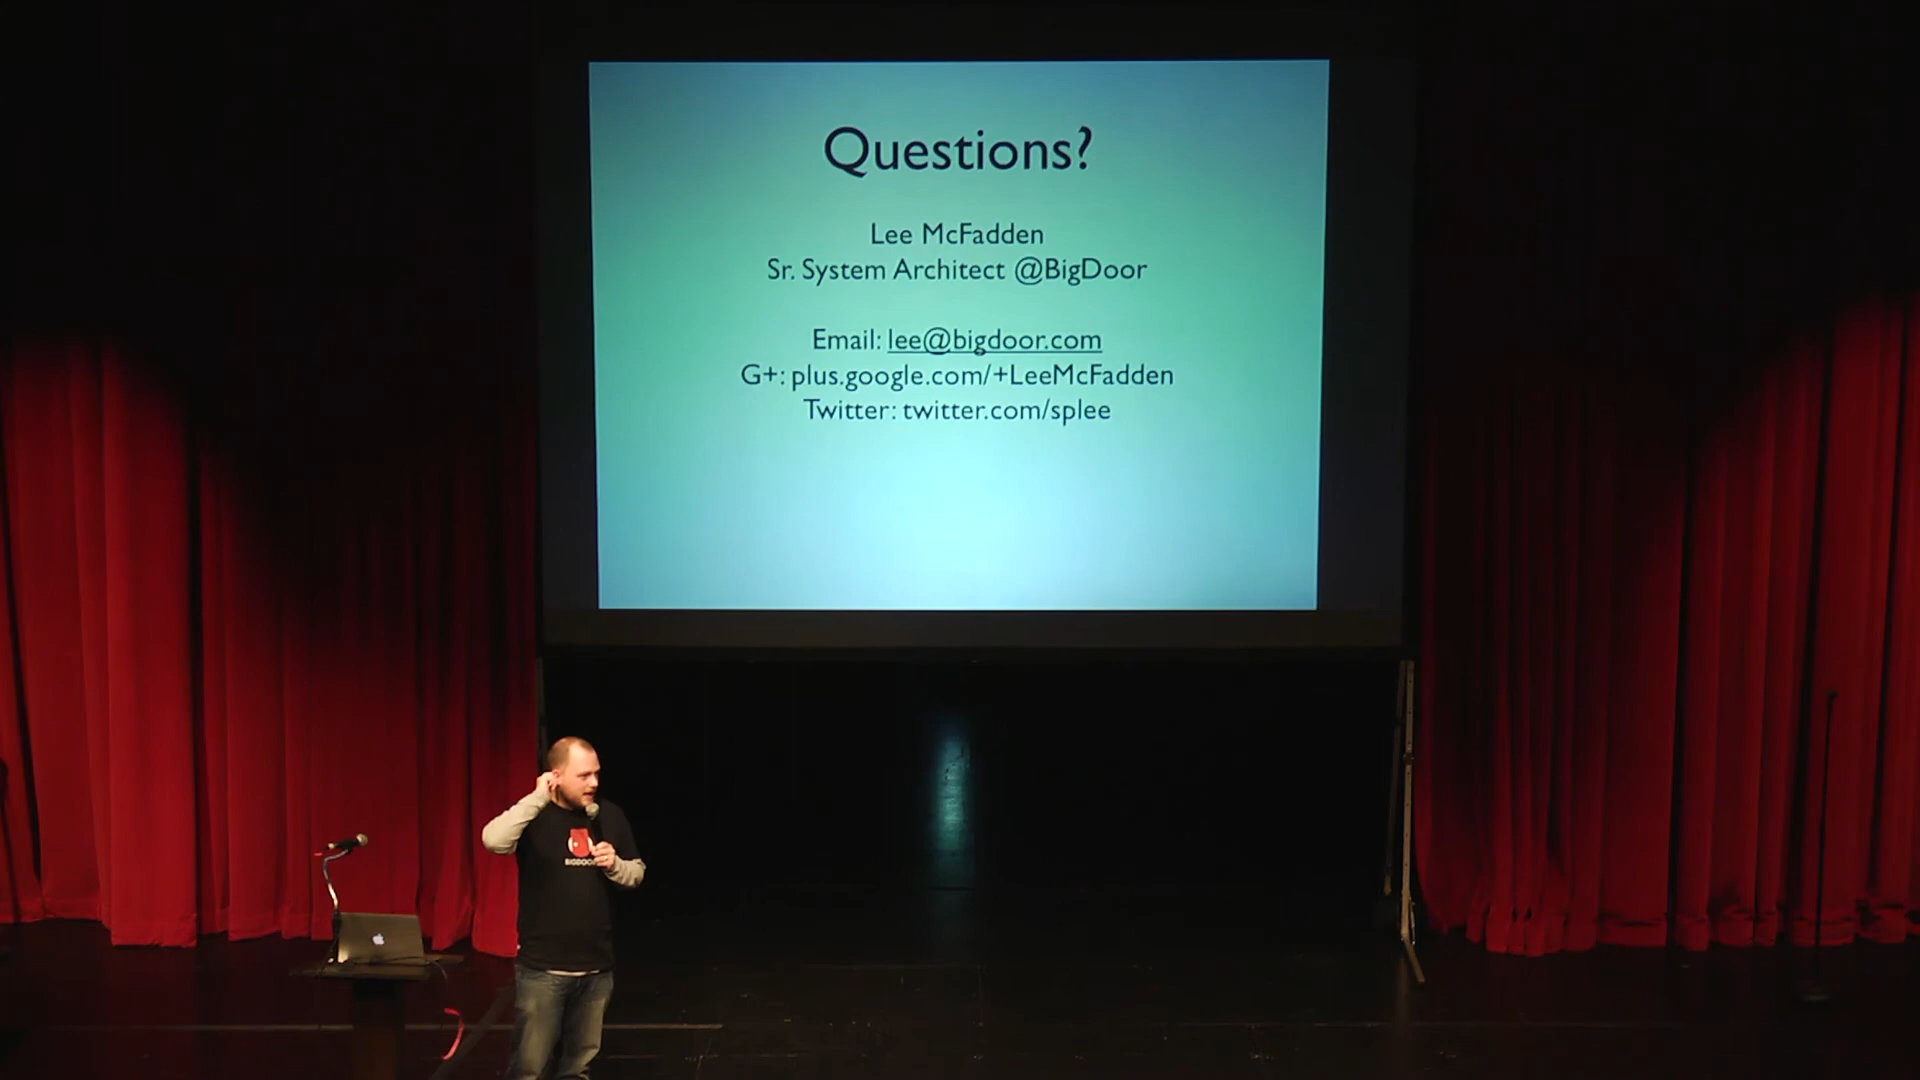 Questions?
Lee McFadden
Sr. System Architect @BigDoor
Email: lee@bigdoor.com
G+: plus.google.com/+LeeMcFadden
Twitter: twitter.com/splee